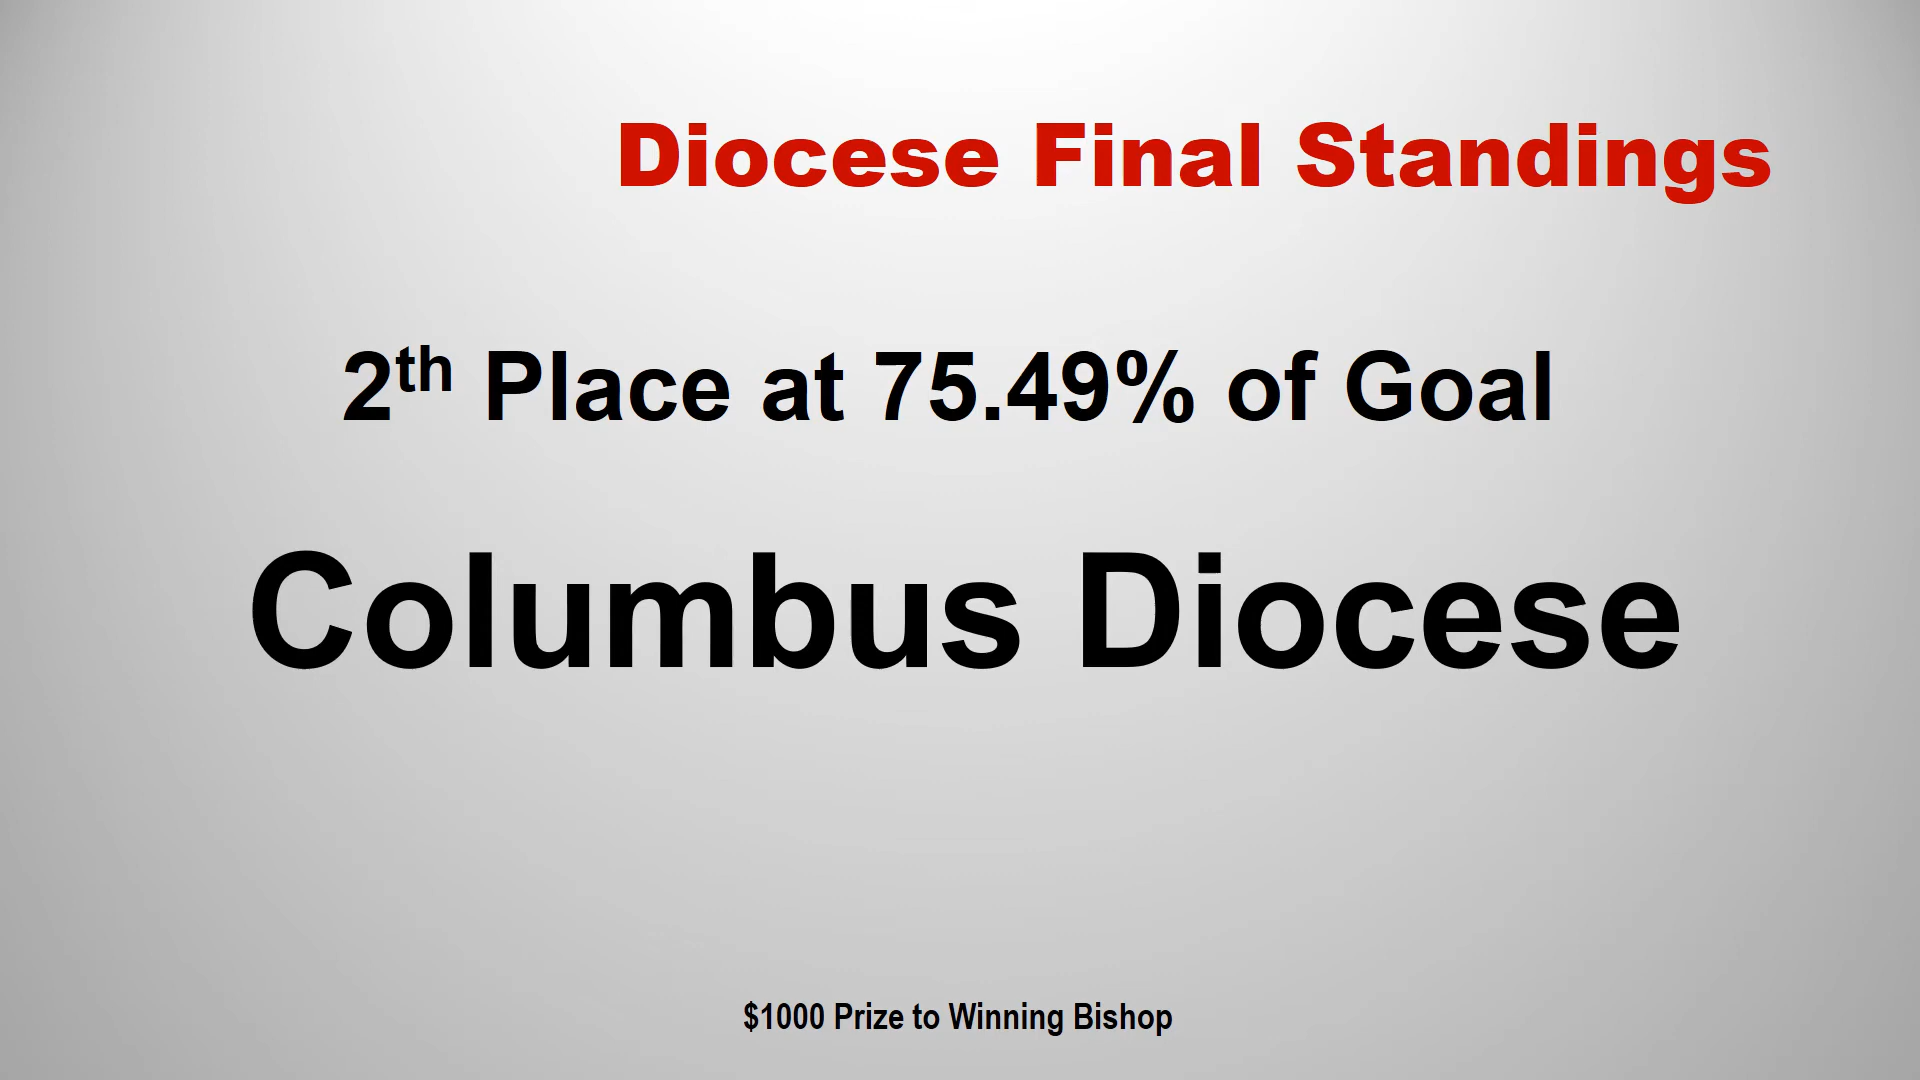 Diocese Final Standings
2th Place at 75.49% of Goal
Columbus Diocese
$1000 Prize to Winning Bishop